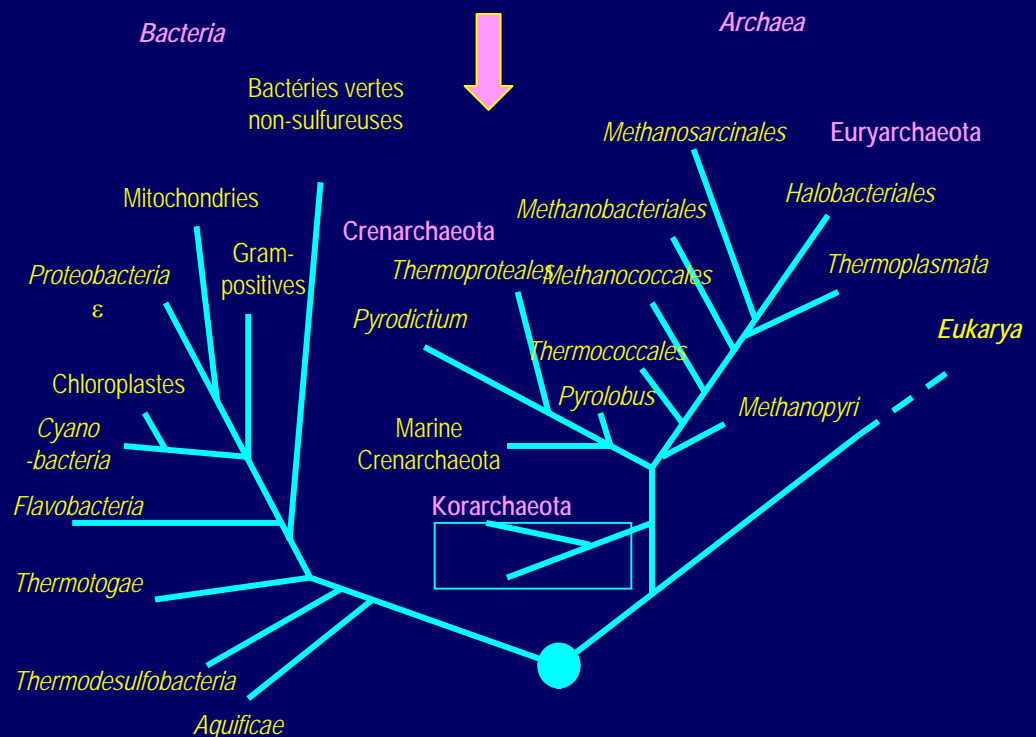 Bacteria
Archaea
Bactéries vertes
non-sulfureuses
Methanosarcinales
Euryarchaeota
Mitochondries
Methanobacteriales
Halobacteriales
Crenarchaeota
Gram-
positives
Proteobacteria
ε
Thermoproteales
Methanococcales
Thermoplasmata
Pyrodictium
Eukarya
Thermococcales
Chloroplastes
Pyrolobus
Methanopyri
Cyano
-bacteria
Marine
Crenarchaeota
Flavobacteria
Korarchaeota
Thermotogae
Thermodesulfobacteria
Aquificae